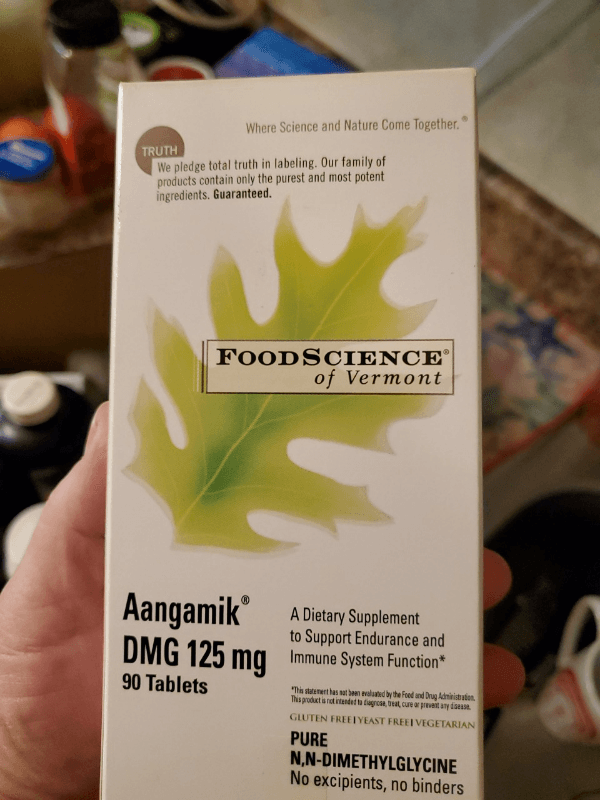 Where Science and Nature Come Together.®
TRUTH
We pledge total truth in labeling. Our family of
products contain only the purest and most potent
ingredients. Guaranteed.
FOODSCIENCE®
of Vermont
Aangamik®
DMG 125 mg
90 Tablets
A Dietary Supplement
to Support Endurance and
Immune System Function*
*This statement has not been evaluated by the Food and Drug Administration.
This product is not intended to diagnose, treat, cure or prevent any disease.
GLUTEN FREE | YEAST FREE | VEGETARIAN
PURE
N,N-DIMETHYLGLYCINE
No excipients, no binders